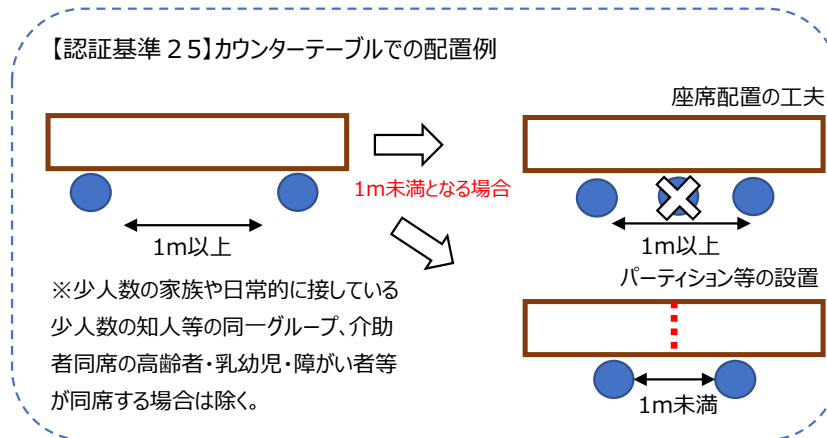 【認証基準２５】カウンターテーブルでの配置例
座席配置の工夫
1m未満となる場合
1m以上
1m以上
パーティション等の設置
※少人数の家族や日常的に接している
少人数の知人等の同一グループ、介助
者同席の高齢者・乳幼児・障がい者等
が同席する場合は除く。
1m未満